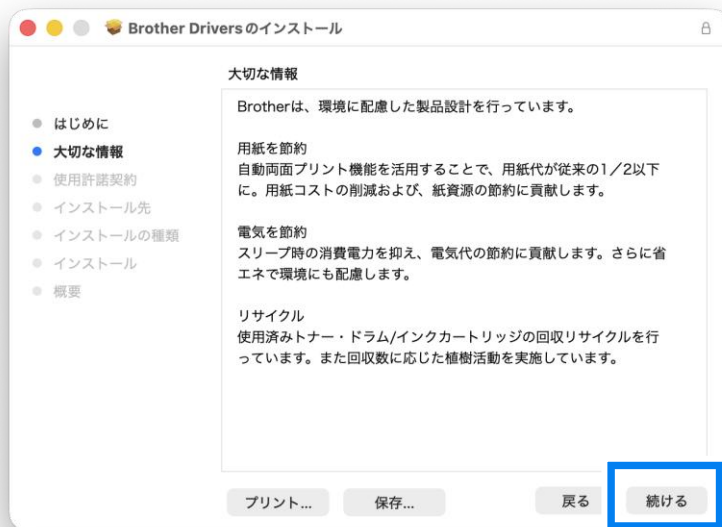 Brother Driversのインストール
大切な情報
はじめに
大切な情報
使用許諾契約
インストール先
インストールの種類
インストール
概要
Brotherは、環境に配慮した製品設計を行っています。
用紙を節約
自動両面プリント機能を活用することで、用紙代が従来の1／2以下
に。用紙コストの削減および、紙資源の節約に貢献します。
電気を節約
スリープ時の消費電力を抑え、電気代の節約に貢献します。さらに省
エネで環境にも配慮します。
リサイクル
使用済みトナー・ドラム/インクカートリッジの回収リサイクルを行
っています。また回収数に応じた植樹活動を実施しています。
プリント...
保存...
戻る
続ける